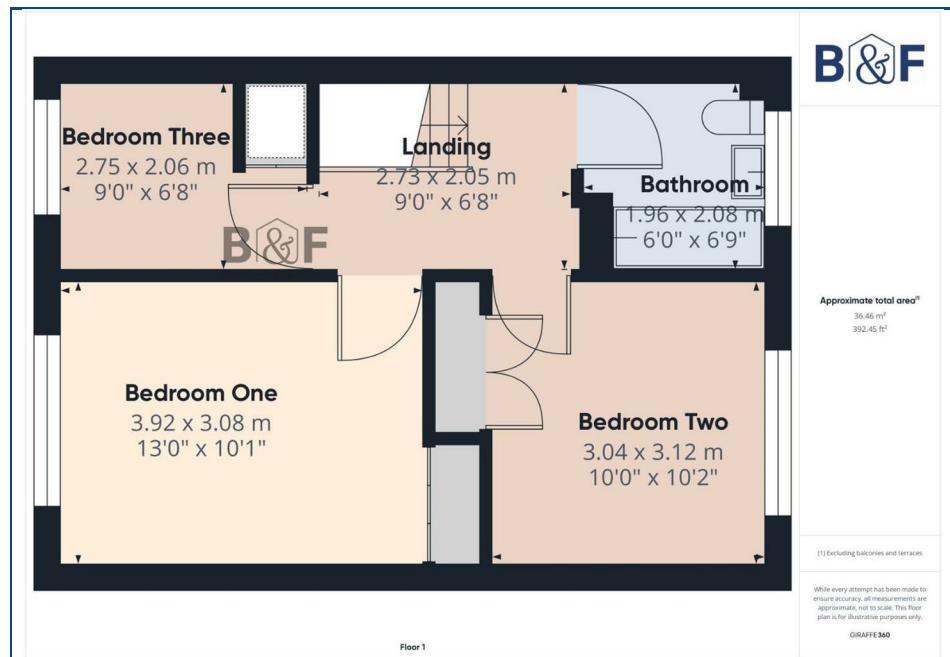 Bedroom Three
2.75 x 2.06 m
9'0" x 6'8"
Landing
2.73 x 2.05 m
9'0" x 6'8"
Bathroom
1.96 x 2.08 m
6'0" x 6'9"
B&F
Bedroom One
3.92 x 3.08 m
13'0" x 10'1"
Bedroom Two
3.04 x 3.12 m
10'0" x 10'2"
Floor 1
B&F
Approximate total area(1)
36.46 m²
392.45 ft²
(1) Excluding balconies and terraces
While every attempt has been made to
ensure accuracy, all measurements are
approximate, not to scale. This floor
plan is for illustrative purposes only.
GIRAFFE360